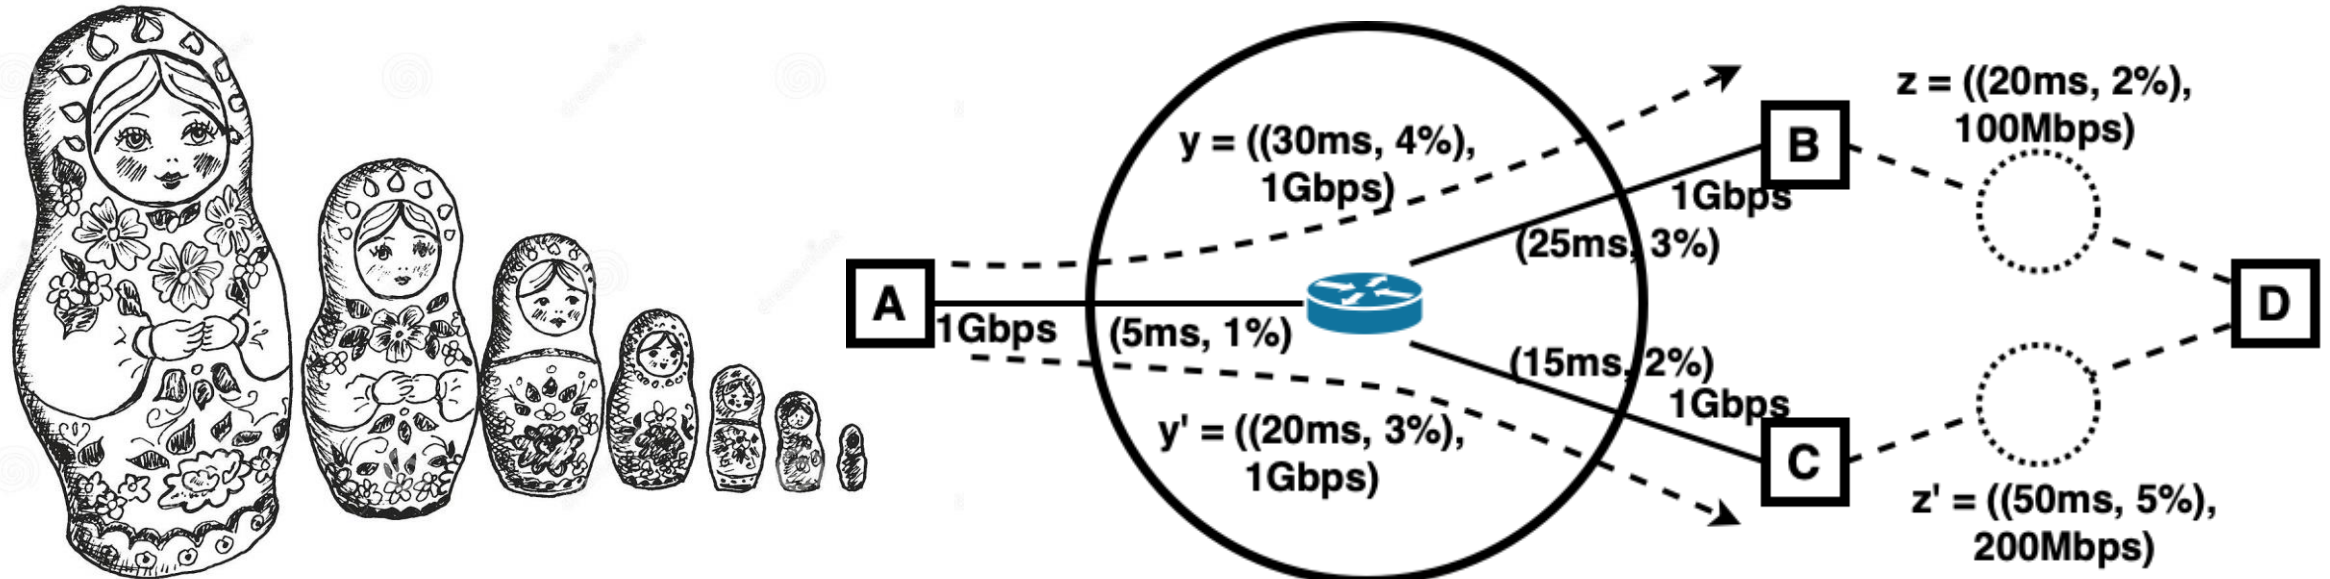 z = ((20ms, 2%),
100Mbps)
y = ((30ms, 4%),
1Gbps)
B
1Gbps
(25ms, 3%)
A
1Gbps
(5ms, 1%)
D
(15ms, 2%)
1Gbps
y' = ((20ms, 3%),
1Gbps)
C
z' = ((50ms, 5%),
200Mbps)